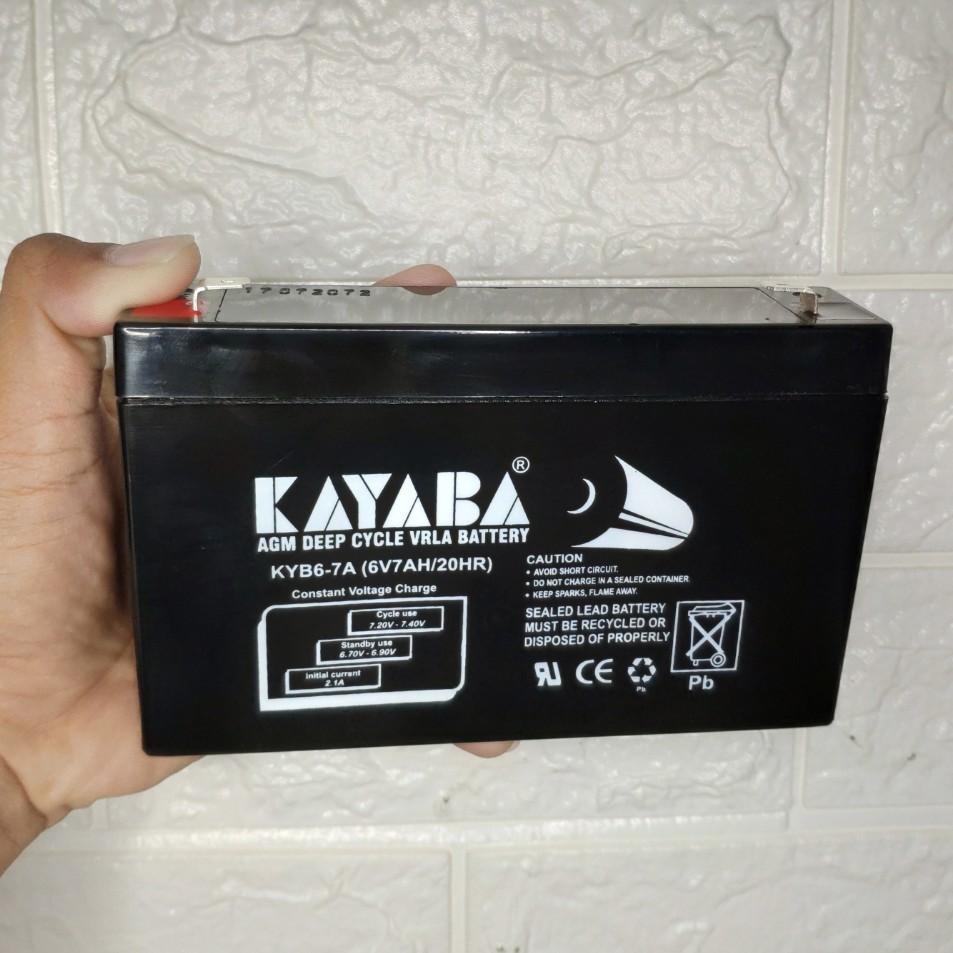 17072072
KAYABA®
AGM DEEP CYCLE VRLA BATTERY
KYB6-7A (6V7AH/20HR)
Constant Voltage Charge
Cycle use
7.20V - 7.40V
Standby use
6.70V - 6.90V
Initial current
2.1A
CAUTION
• AVOID SHORT CIRCUIT.
• DO NOT CHARGE IN A SEALED CONTAINER.
• KEEP SPARKS, FLAME AWAY.
SEALED LEAD BATTERY
MUST BE RECYCLED OR
DISPOSED OF PROPERLY
CE
Pb
Pb